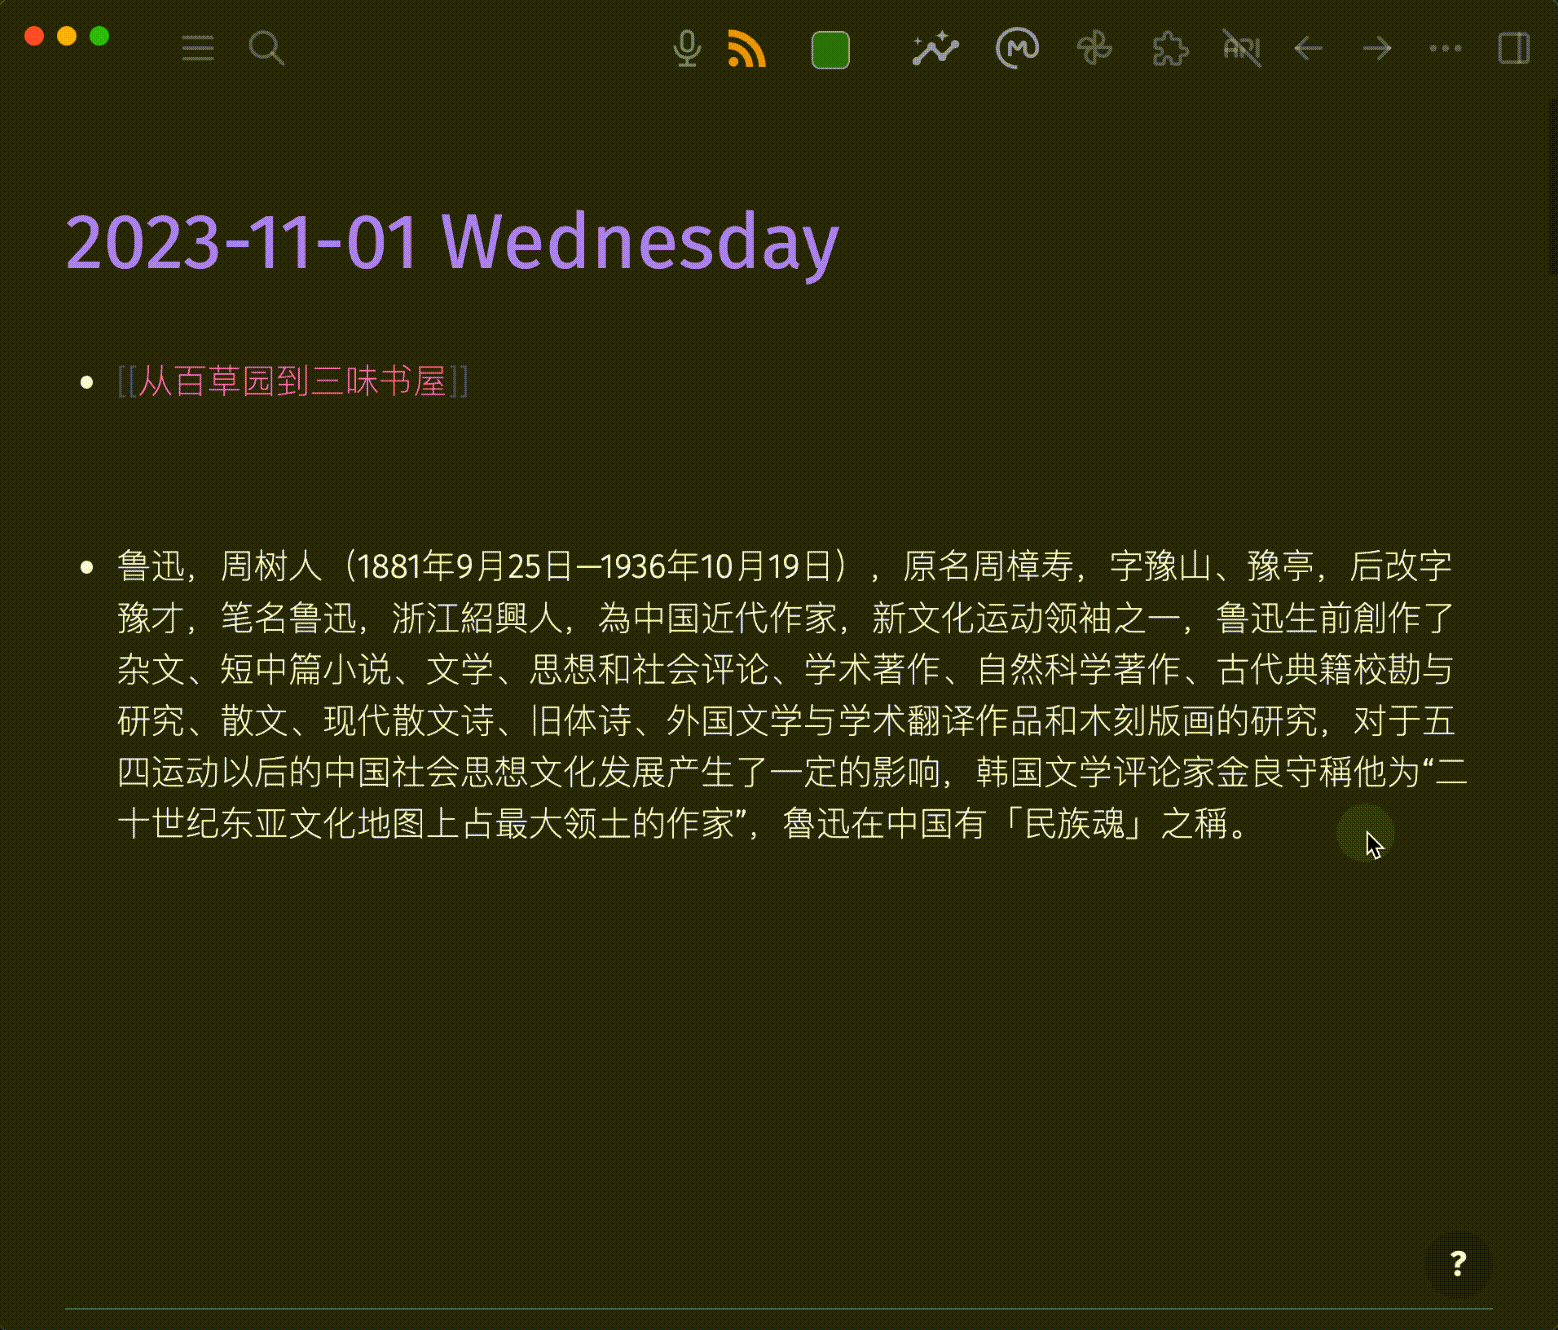 API
2023-11-01 Wednesday
[[从百草园到三味书屋]]
鲁迅，周树人（1881年9月25日—1936年10月19日），原名周樟寿，字豫山、豫亭，后改字
豫才，笔名鲁迅，浙江紹興人，為中国近代作家，新文化运动领袖之一，鲁迅生前創作了
杂文、短中篇小说、文学、思想和社会评论、学术著作、自然科学著作、古代典籍校勘与
研究、散文、现代散文诗、旧体诗、外国文学与学术翻译作品和木刻版画的研究，对于五
四运动以后的中国社会思想文化发展产生了一定的影响，韩国文学评论家金良守稱他为“二
十世纪东亚文化地图上占最大领土的作家”，魯迅在中国有「民族魂」之稱。
?